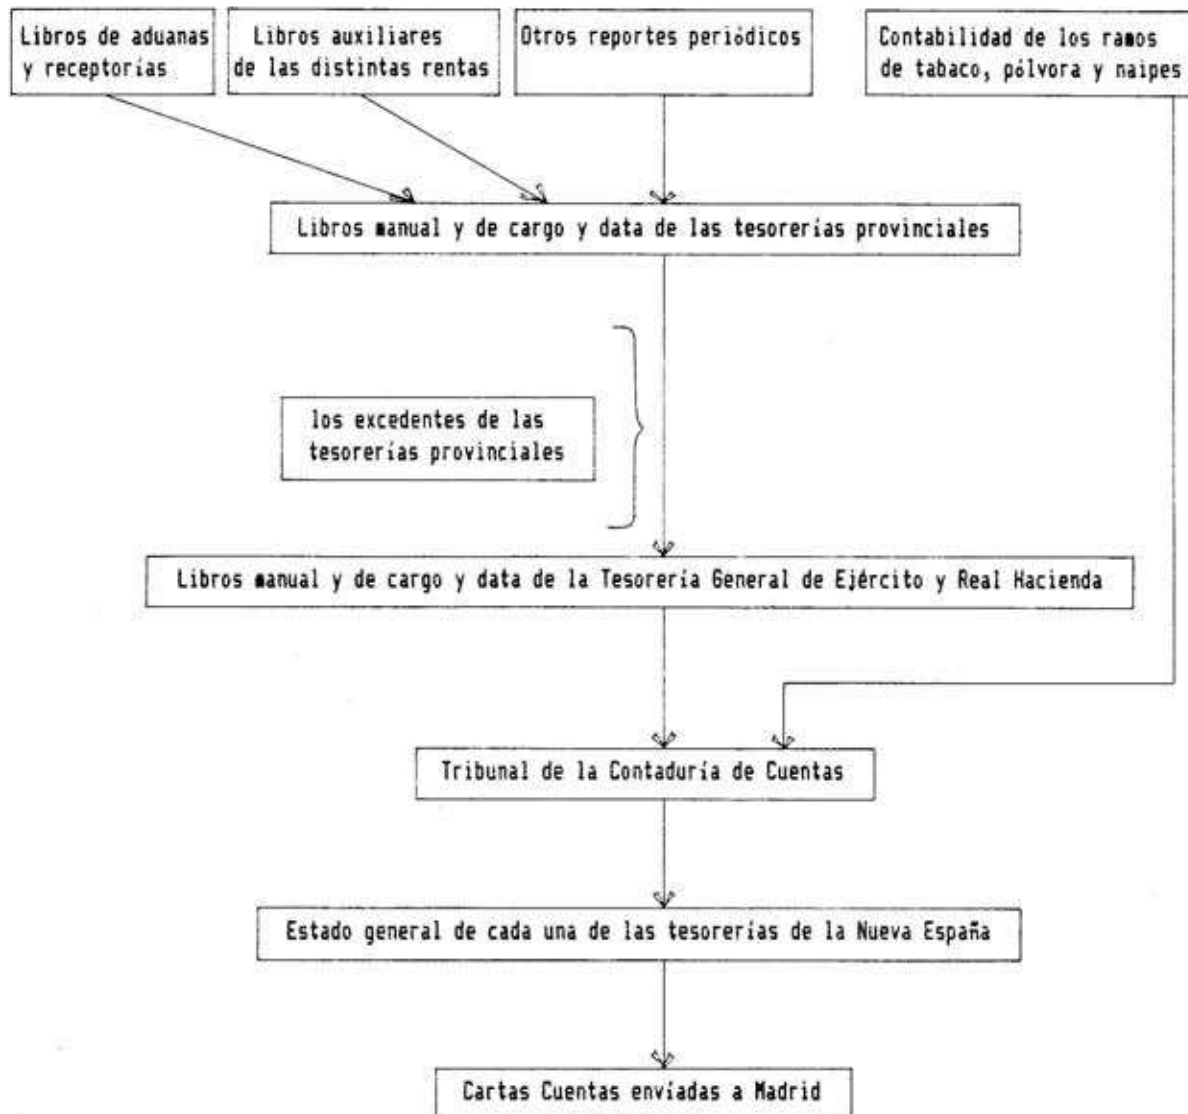 Libros de aduanas
y receptorías
Libros auxiliares
de las distintas rentas
Otros reportes periódicos
Contabilidad de los ramos
de tabaco, pólvora y naipes
Libros manual y de cargo y data de las tesorerías provinciales
los excedentes de las
tesorerías provinciales
Libros manual y de cargo y data de la Tesorería General de Ejército y Real Hacienda
Tribunal de la Contaduría de Cuentas
Estado general de cada una de las tesorerías de la Nueva España
Cartas Cuentas envíadas a Madrid